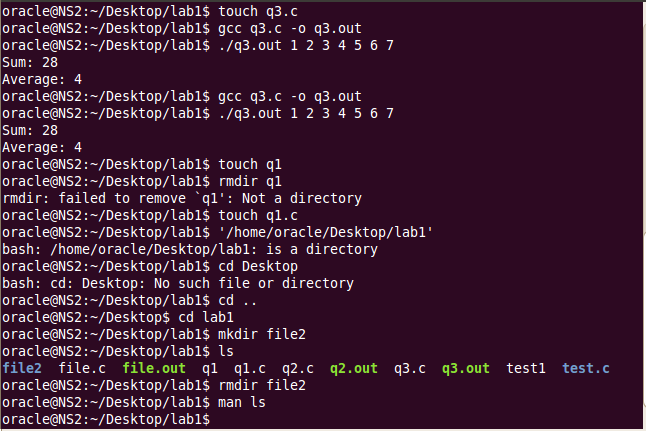 oracle@NS2:~/Desktop/lab1$ touch q3.c
oracle@NS2:~/Desktop/lab1$ gcc q3.c -o q3.out
oracle@NS2:~/Desktop/lab1$ ./q3.out 1 2 3 4 5 6 7
Sum: 28
Average: 4
oracle@NS2:~/Desktop/lab1$ gcc q3.c -o q3.out
oracle@NS2:~/Desktop/lab1$ ./q3.out 1 2 3 4 5 6 7
Sum: 28
Average: 4
oracle@NS2:~/Desktop/lab1$ touch q1
oracle@NS2:~/Desktop/lab1$ rmdir q1
rmdir: failed to remove `q1': Not a directory
oracle@NS2:~/Desktop/lab1$ touch q1.c
oracle@NS2:~/Desktop/lab1$ '/home/oracle/Desktop/lab1'
bash: /home/oracle/Desktop/lab1: is a directory
oracle@NS2:~/Desktop/lab1$ cd Desktop
bash: cd: Desktop: No such file or directory
oracle@NS2:~/Desktop/lab1$ cd ..
oracle@NS2:~/Desktop$ cd lab1
oracle@NS2:~/Desktop/lab1$ mkdir file2
oracle@NS2:~/Desktop/lab1$ ls
file2  file.c  file.out  q1  q1.c  q2.c  q2.out  q3.c  q3.out  test1  test.c
oracle@NS2:~/Desktop/lab1$ rmdir file2
oracle@NS2:~/Desktop/lab1$ man ls
oracle@NS2:~/Desktop/lab1$